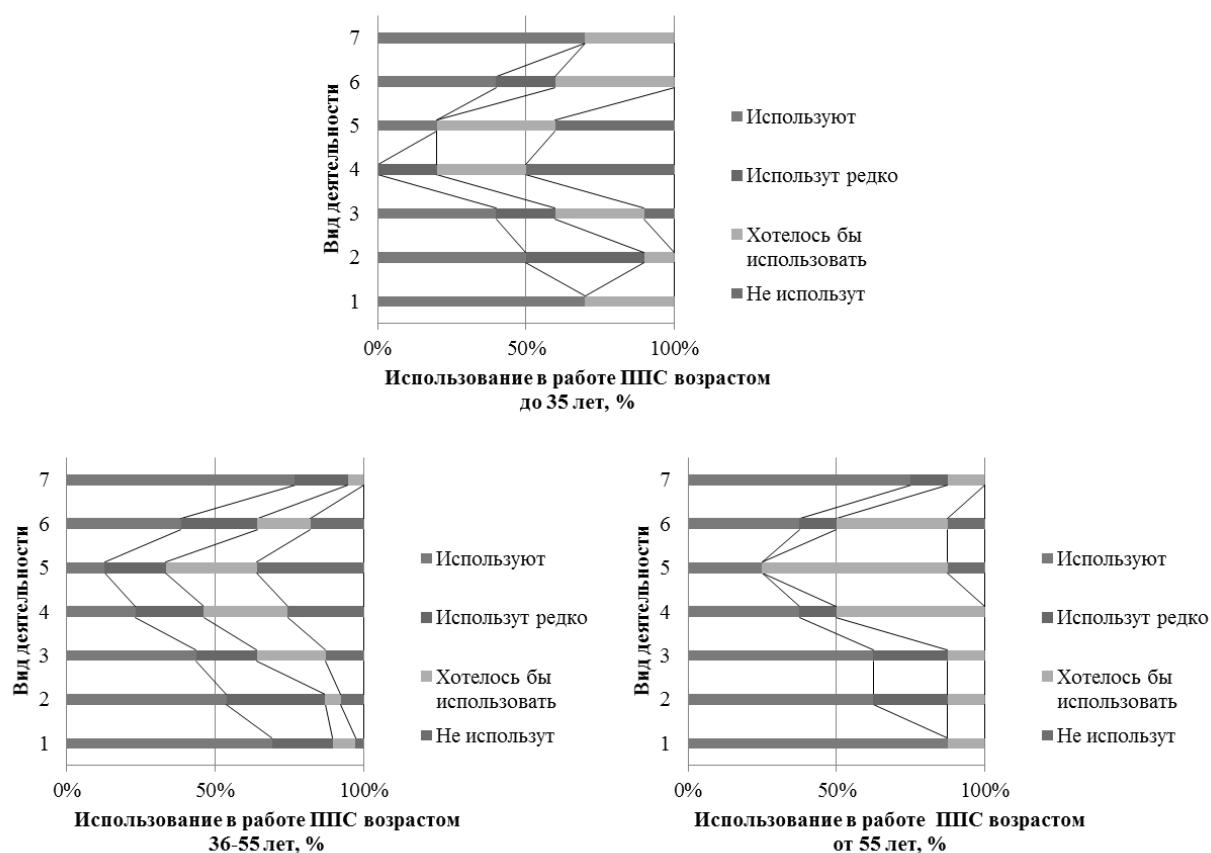 Вид деятельности
7
6
5
4
3
2
1
0%
50%
100%
Использование в работе ППС возрастом
до 35 лет, %
Используют
Использут редко
Хотелось бы
использовать
Не использут
Вид деятельности
7
6
5
4
3
2
1
0%
50%
100%
Использование в работе ППС возрастом
36-55 лет, %
Используют
Использут редко
Хотелось бы
использовать
Не использут
Вид деятельности
7
6
5
4
3
2
1
0%
50%
100%
Использование в работе ППС возрастом
от 55 лет, %
Используют
Использут редко
Хотелось бы
использовать
Не использут